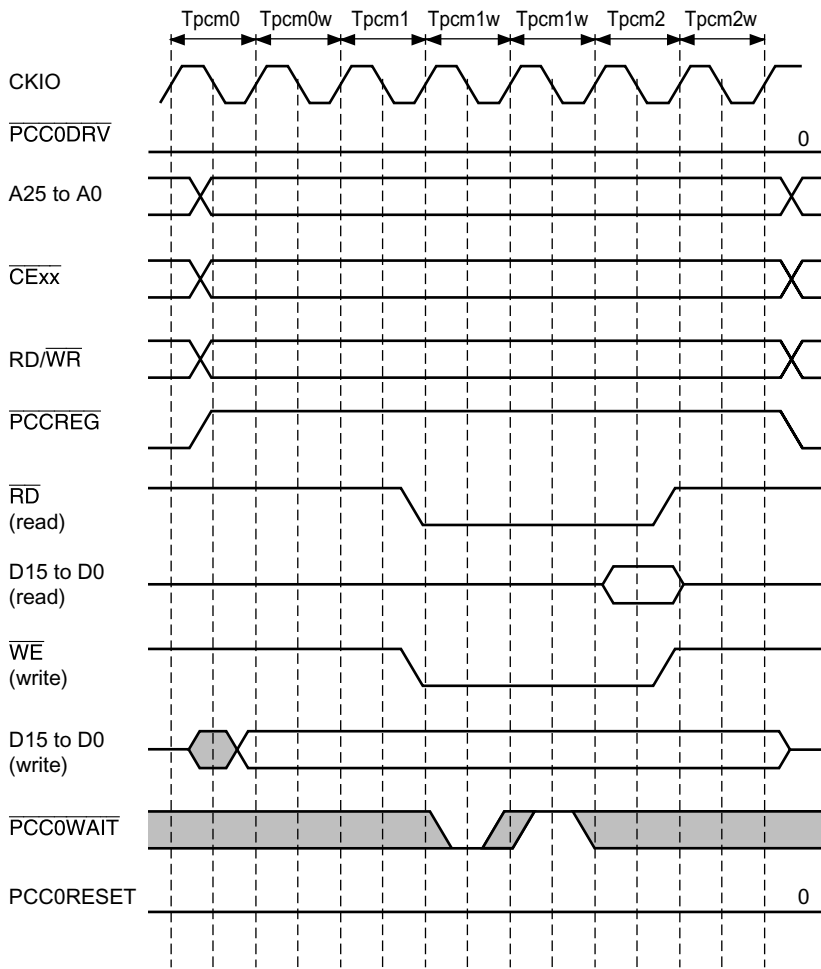 Tpcm0 Tpcm0w Tpcm1 Tpcm1w Tpcm1w Tpcm2 Tpcm2w
CKIO
PCC0DRV
0
A25 to A0
CExx
RD/WR
PCCREG
RD
(read)
D15 to D0
(read)
WE
(write)
D15 to D0
(write)
PCC0WAIT
PCC0RESET
0